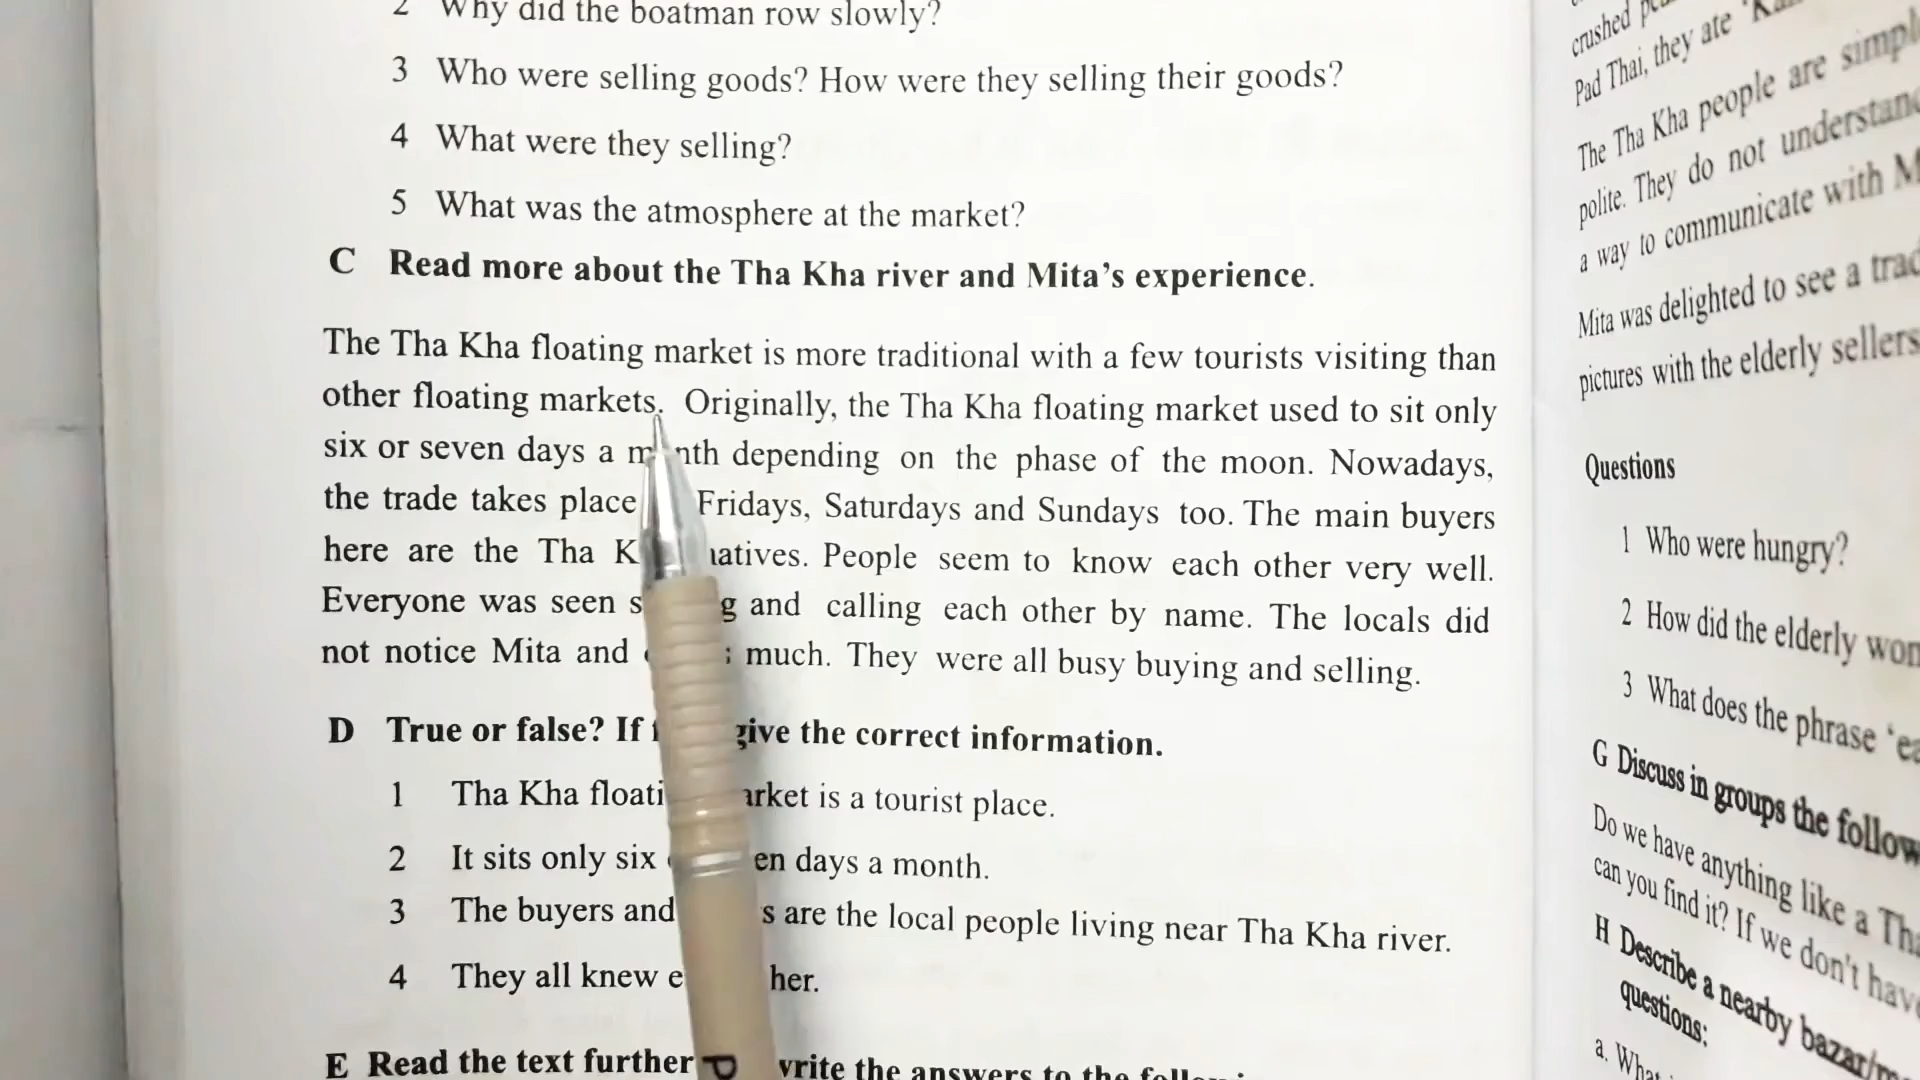 2 Why did the boatman row slowly?
3 Who were selling goods? How were they selling their goods?
4 What were they selling?
5 What was the atmosphere at the market?
C Read more about the Tha Kha river and Mita's experience.
The Tha Kha floating market is more traditional with a few tourists visiting than
other floating markets. Originally, the Tha Kha floating market used to sit only
six or seven days a month depending on the phase of the moon. Nowadays,
the trade takes place Fridays, Saturdays and Sundays too. The main buyers
here are the Tha natives. People seem to know each other very well.
Everyone was seen and calling each other by name. The locals did
not notice Mita and much. They were all busy buying and selling.
D True or false? If give the correct information.
1 Tha Kha floating market is a tourist place.
2 It sits only six days a month.
3 The buyers and are the local people living near Tha Kha river.
4 They all knew
E Read the text further write the answers to the
P
crushed
Pad Thai, they ate
The Tha Kha people are
polite. They do not understand
a way to communicate with
Mita was delighted to see a
pictures with the elderly sellers
Questions
1 Who were hungry?
2 How did the elderly
3 What does the phrase
G Discuss in groups the
Do we have anything like a
can you find it? If we don't have
H Describe a nearby
questions:
a. What